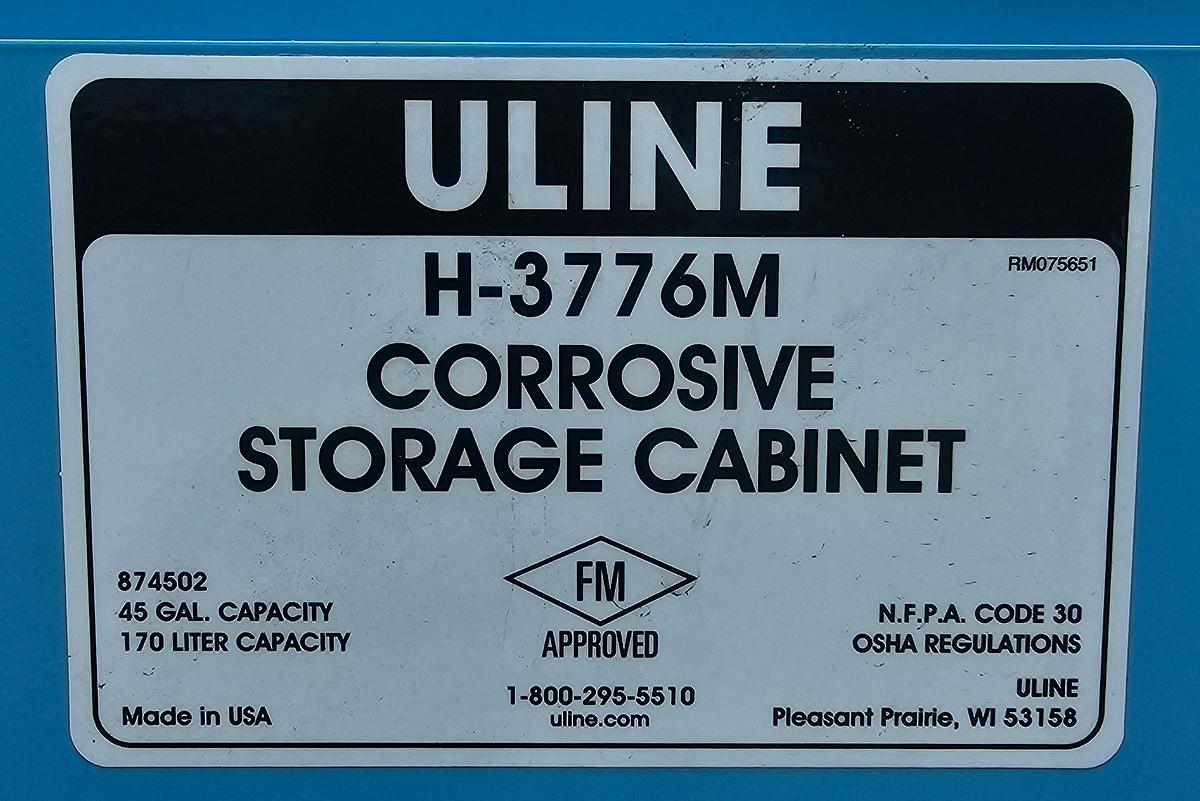 ULINE
H-3776M
RM075651
CORROSIVE
STORAGE CABINET
FM
APPROVED
874502
45 GAL. CAPACITY
170 LITER CAPACITY
Made in USA
1-800-295-5510
uline.com
N.F.P.A. CODE 30
OSHA REGULATIONS
ULINE
Pleasant Prairie, WI 53158